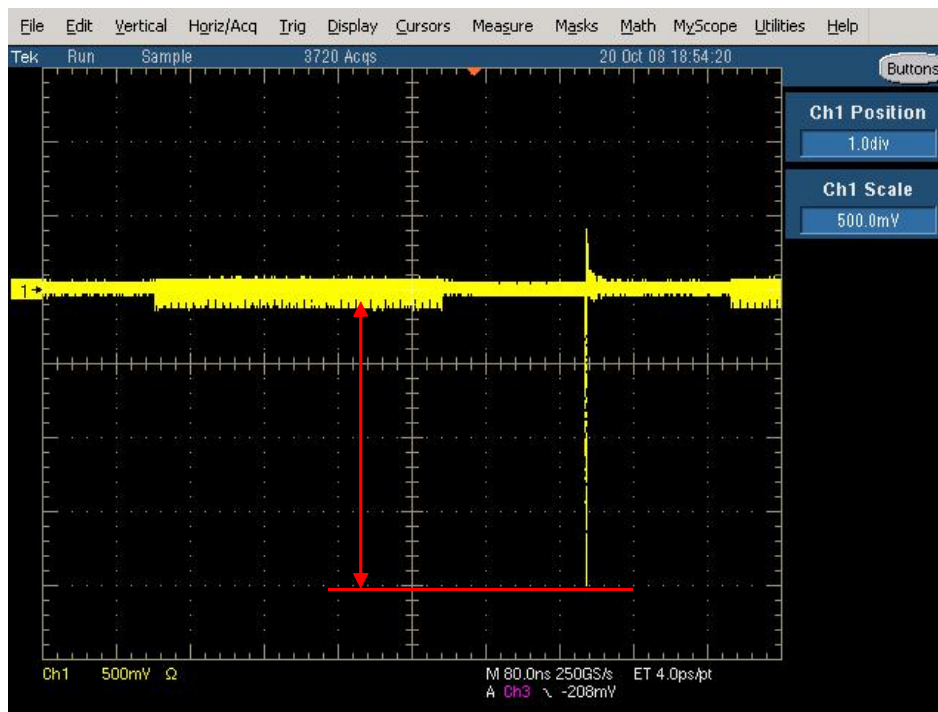 File Edit Vertical Horiz/Acq Trig Display Cursors Measure Masks Math MyScope Utilities Help
Tek Run Sample 3720 Acqs 20 Oct 08 18:54:20
Buttons
Ch1 Position
1.0div
Ch1 Scale
500.0mV
1
Ch1 500mV Ω M 80.0ns 250GS/s ET 4.0ps/pt
A Ch3 -208mV